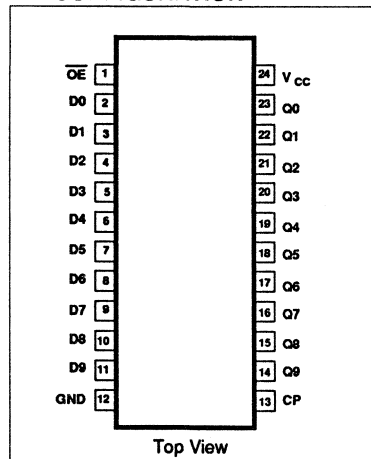 OE 1 24 VCC
D0 2 23 Q0
D1 3 22 Q1
D2 4 21 Q2
D3 5 20 Q3
D4 6 19 Q4
D5 7 18 Q5
D6 8 17 Q6
D7 9 16 Q7
D8 10 15 Q8
D9 11 14 Q9
GND 12 13 CP
Top View